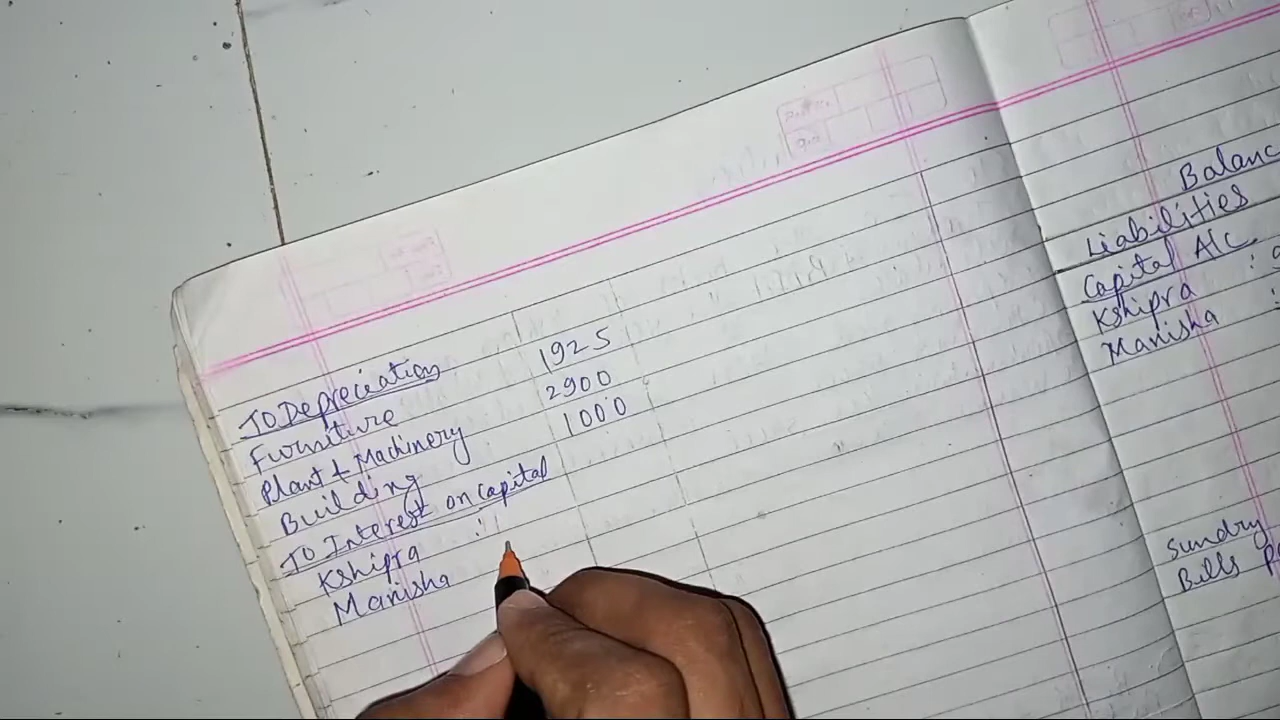 To Depreciation
Furniture 1925
Plant & Machinery 2900
Building 1000
To Interest on Capital
Kshipra :
Manisha
Balanc
Liabilities
Capital A/c
Kshipra :
Manisha :
Sundry
Bills